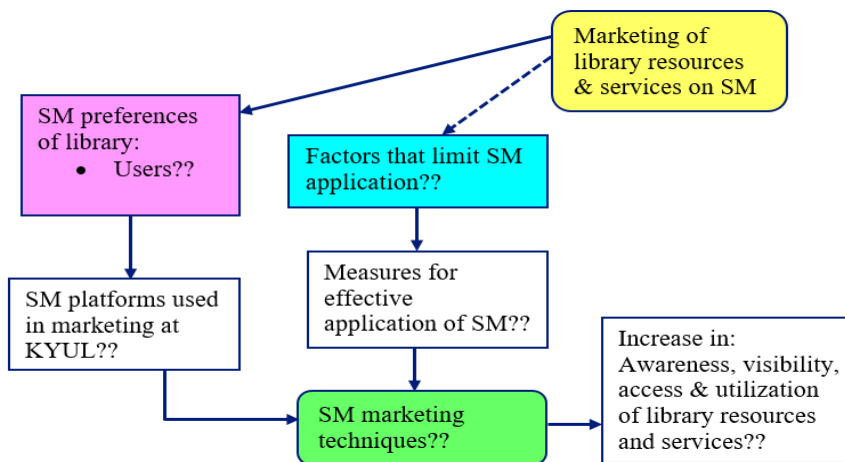 Marketing of
library resources
& services on SM
SM preferences
of library:
• Users??
Factors that limit SM
application??
SM platforms used
in marketing at
KYUL??
Measures for
effective
application of SM??
Increase in:
Awareness, visibility,
access & utilization
of library resources
and services??
SM marketing
techniques??